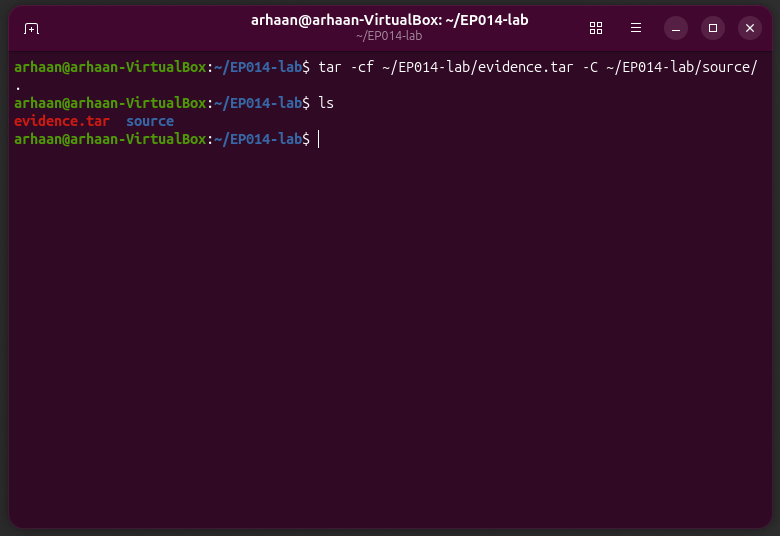 arhaan@arhaan-VirtualBox: ~/EP014-lab
~/EP014-lab
arhaan@arhaan-VirtualBox:~/EP014-lab$ tar -cf ~/EP014-lab/evidence.tar -C ~/EP014-lab/source/
.
arhaan@arhaan-VirtualBox:~/EP014-lab$ ls
evidence.tar  source
arhaan@arhaan-VirtualBox:~/EP014-lab$